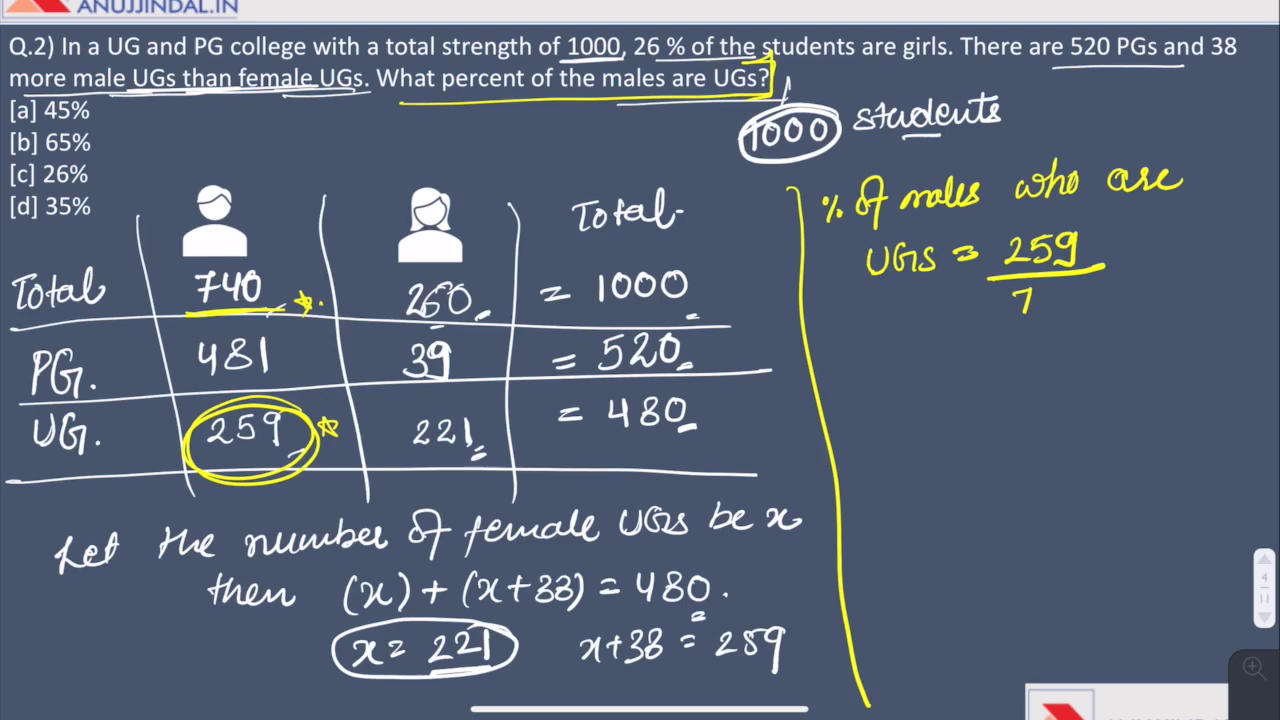 ANUJJINDAL.IN
Q.2) In a UG and PG college with a total strength of 1000, 26 % of the students are girls. There are 520 PGs and 38
more male UGs than female UGs. What percent of the males are UGs?
[a] 45%
[b] 65%
[c] 26%
[d] 35%
1000 students
Total
Total 740 260 = 1000
PG. 481 39 = 520
UG. 259 221 = 480
Let the number of female UGs be x
then (x) + (x+38) = 480.
x = 221 x+38 = 259
% of males who are
UGs = 259
7
4
11